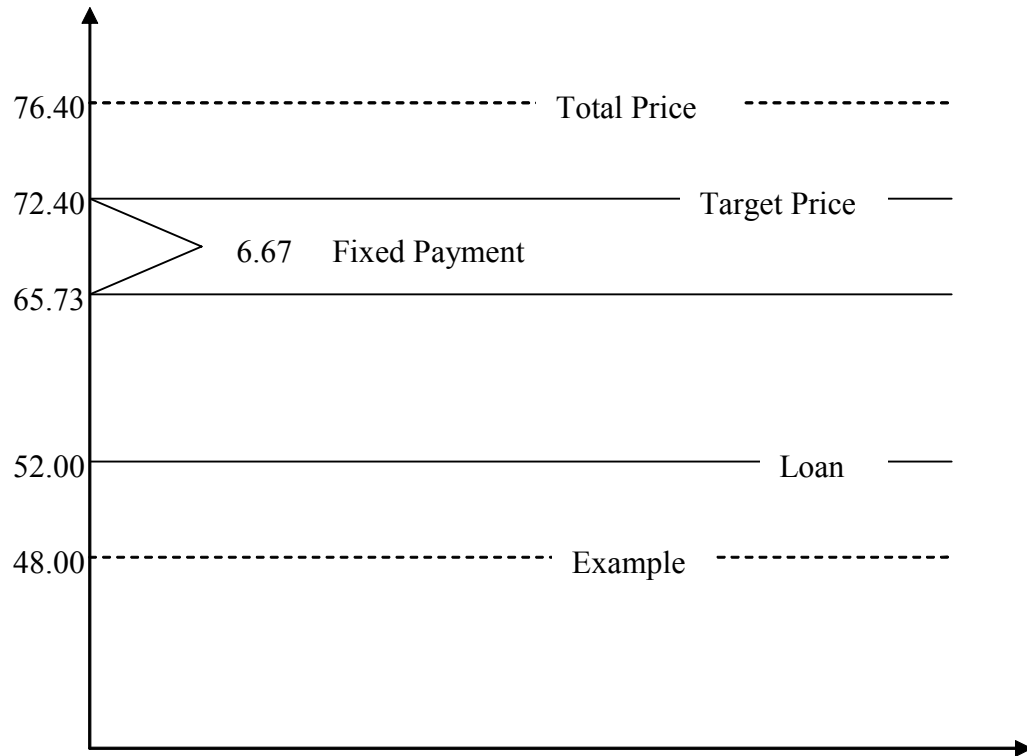 76.40 Total Price
72.40 Target Price
6.67 Fixed Payment
65.73
52.00 Loan
48.00 Example